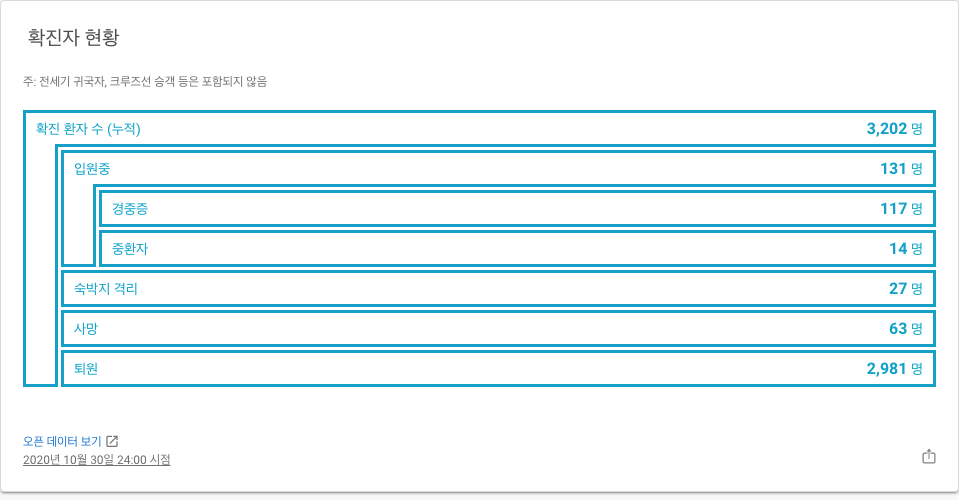 확진자 현황
주: 전세기 귀국자, 크루즈선 승객 등은 포함되지 않음
확진 환자 수 (누적) 3,202 명
입원중 131 명
경중증 117 명
중환자 14 명
숙박지 격리 27 명
사망 63 명
퇴원 2,981 명
오픈 데이터 보기
2020년 10월 30일 24:00 시점